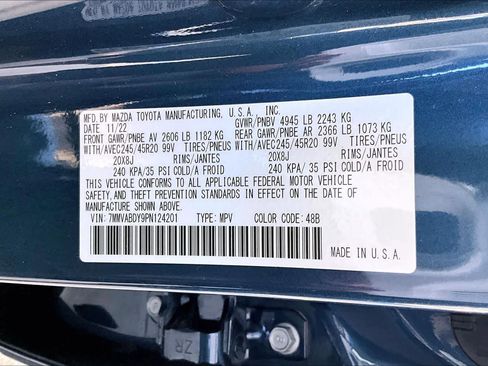 MFD.BY MAZDA TOYOTA MANUFACTURING, U.S.A., INC.
DATE 11/22 GVWR/PNBV 4945 LB 2243 KG
FRONT GAWR/PNBE AV 2606 LB 1182 KG REAR GAWR/PNBE AR 2366 LB 1073 KG
WITH/AVEC245/45R20 99V TIRES/PNEUS WITH/AVEC245/45R20 99V TIRES/PNEUS
20X8J RIMS/JANTES 20X8J RIMS/JANTES
240 KPA/ 35 PSI COLD/A FROID 240 KPA/ 35 PSI COLD/A FROID
THIS VEHICLE CONFORMS TO ALL APPLICABLE FEDERAL MOTOR VEHICLE
SAFETY, AND THEFT PREVENTION STANDARDS IN EFFECT ON THE DATE OF
MANUFACTURE SHOWN ABOVE.
VIN: 7MMVABDY9PN124201 TYPE: MPV COLOR CODE: 48B
MADE IN U.S.A.
ZR